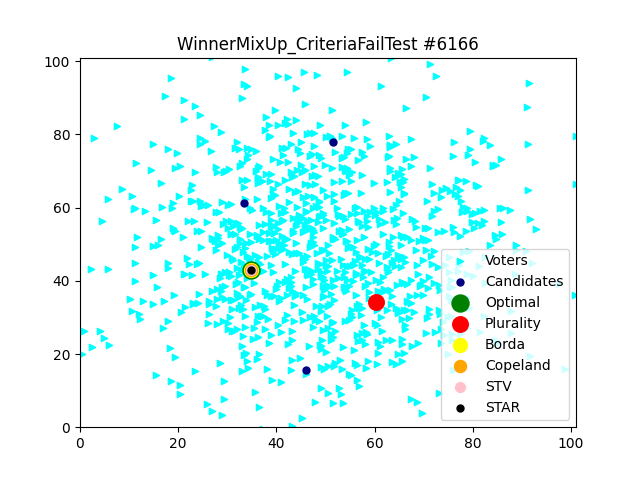 WinnerMixUp_CriteriaFailTest #6166
100
80
60
40
20
0
0
20
40
60
80
100
Voters
Candidates
Optimal
Plurality
Borda
Copeland
STV
STAR